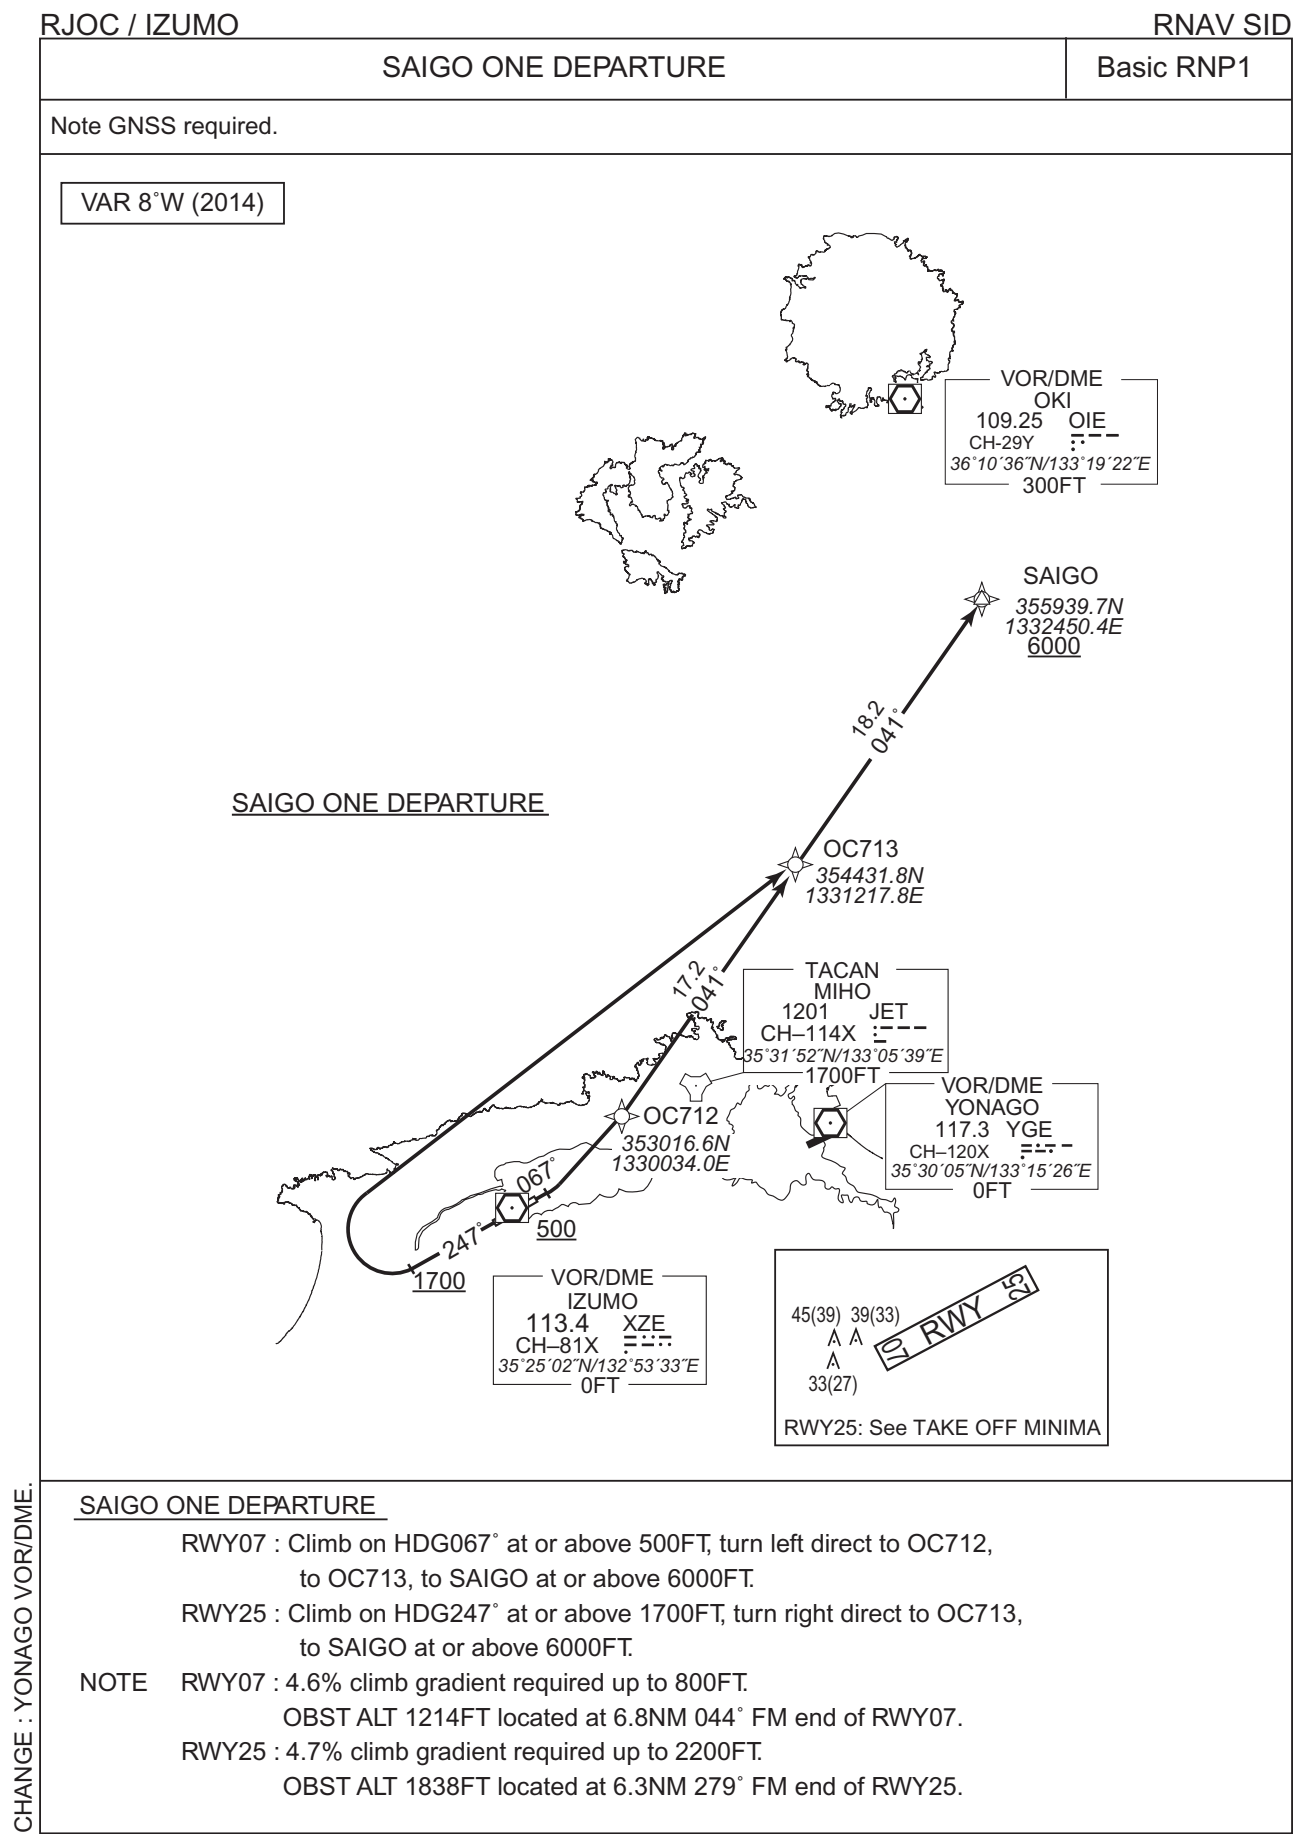 RJOC / IZUMO
RNAV SID
SAIGO ONE DEPARTURE
Basic RNP1
Note GNSS required.
VAR 8˚W (2014)
VOR/DME
OKI
109.25 OIE
CH-29Y
36˚10´36˝N/133˚19´22˝E
300FT
SAIGO
355939.7N
1332450.4E
6000
18.2
041˚
SAIGO ONE DEPARTURE
OC713
354431.8N
1331217.8E
17.2
041˚
TACAN
MIHO
1201 JET
CH–114X
35˚31´52˝N/133˚05´39˝E
1700FT
VOR/DME
YONAGO
117.3 YGE
CH–120X
35˚30´05˝N/133˚15´26˝E
0FT
OC712
353016.6N
1330034.0E
067˚
500
247˚
1700
VOR/DME
IZUMO
113.4 XZE
CH–81X
35˚25´02˝N/132˚53´33˝E
0FT
45(39) 39(33)
33(27)
07 RWY 25
RWY25: See TAKE OFF MINIMA
SAIGO ONE DEPARTURE
RWY07 : Climb on HDG067˚ at or above 500FT, turn left direct to OC712,
to OC713, to SAIGO at or above 6000FT.
RWY25 : Climb on HDG247˚ at or above 1700FT, turn right direct to OC713,
to SAIGO at or above 6000FT.
NOTE RWY07 : 4.6% climb gradient required up to 800FT.
OBST ALT 1214FT located at 6.8NM 044˚ FM end of RWY07.
RWY25 : 4.7% climb gradient required up to 2200FT.
OBST ALT 1838FT located at 6.3NM 279˚ FM end of RWY25.
CHANGE : YONAGO VOR/DME.